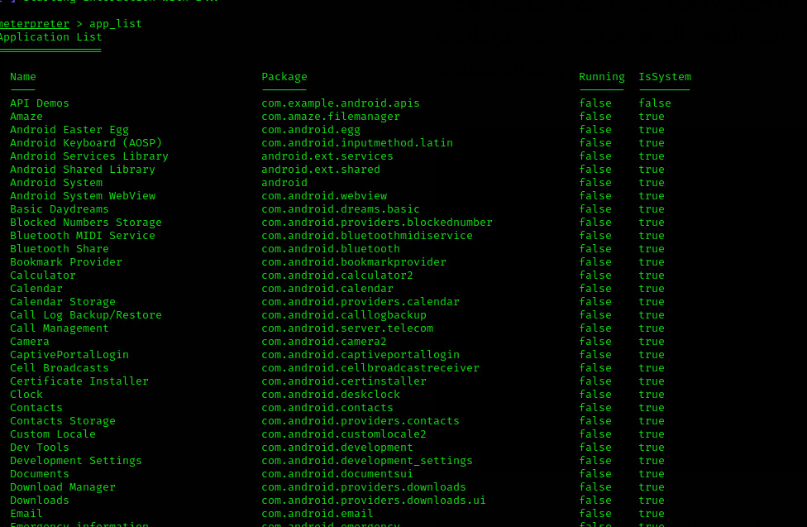 meterpreter > app_list
Application List
Name Package Running IsSystem
API Demos com.example.android.apis false false
Amaze com.amaze.filemanager false true
Android Easter Egg com.android.egg false true
Android Keyboard (AOSP) com.android.inputmethod.latin false true
Android Services Library android.ext.services false true
Android Shared Library android.ext.shared false true
Android System android false true
Android System WebView com.android.webview false true
Basic Daydreams com.android.dreams.basic false true
Blocked Numbers Storage com.android.providers.blockednumber false true
Bluetooth MIDI Service com.android.bluetoothmidiservice false true
Bluetooth Share com.android.bluetooth false true
Bookmark Provider com.android.bookmarkprovider false true
Calculator com.android.calculator2 false true
Calendar com.android.calendar false true
Calendar Storage com.android.providers.calendar false true
Call Log Backup/Restore com.android.calllogbackup false true
Call Management com.android.server.telecom false true
Camera com.android.camera2 false true
CaptivePortalLogin com.android.captiveportallogin false true
Cell Broadcasts com.android.cellbroadcastreceiver false true
Certificate Installer com.android.certinstaller false true
Clock com.android.deskclock false true
Contacts com.android.contacts false true
Contacts Storage com.android.providers.contacts false true
Custom Locale com.android.customlocale2 false true
Dev Tools com.android.development false true
Development Settings com.android.development_settings false true
Documents com.android.documentsui false true
Download Manager com.android.providers.downloads false true
Downloads com.android.providers.downloads.ui false true
Email com.android.email false true
Emergency information com.android.emergency false true